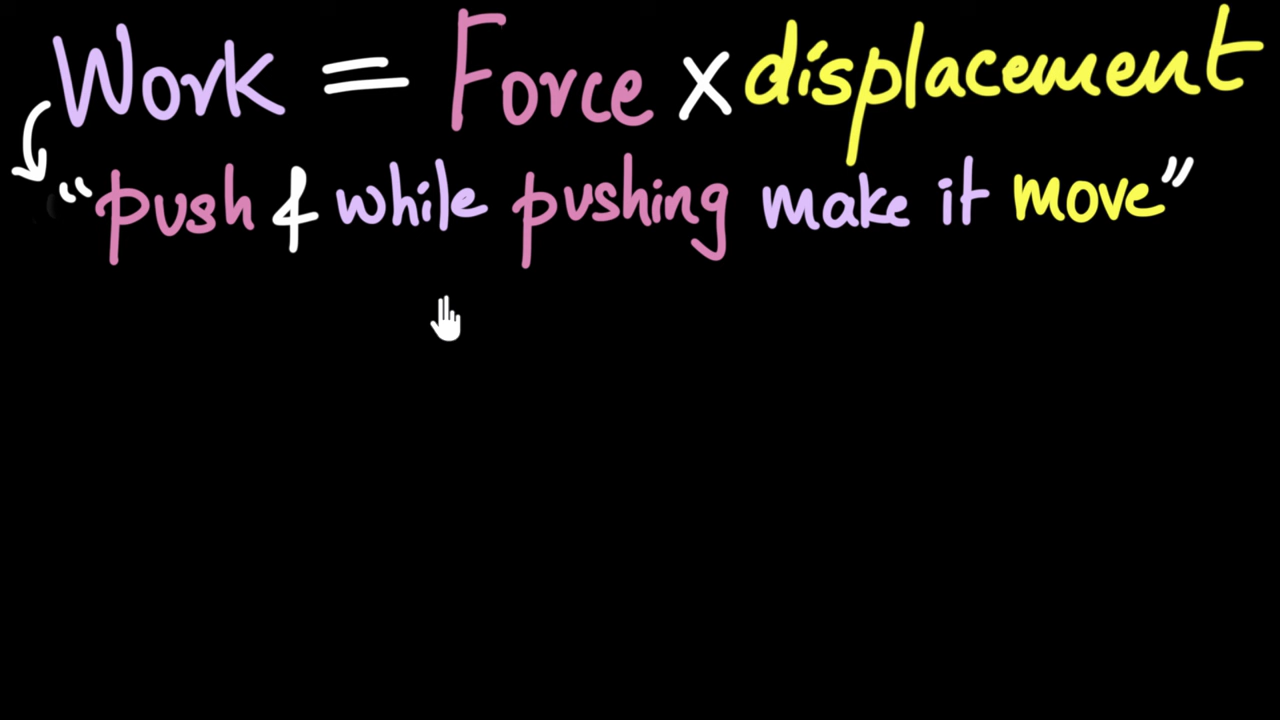 Work = Force x displacement
"push & while pushing make it move"